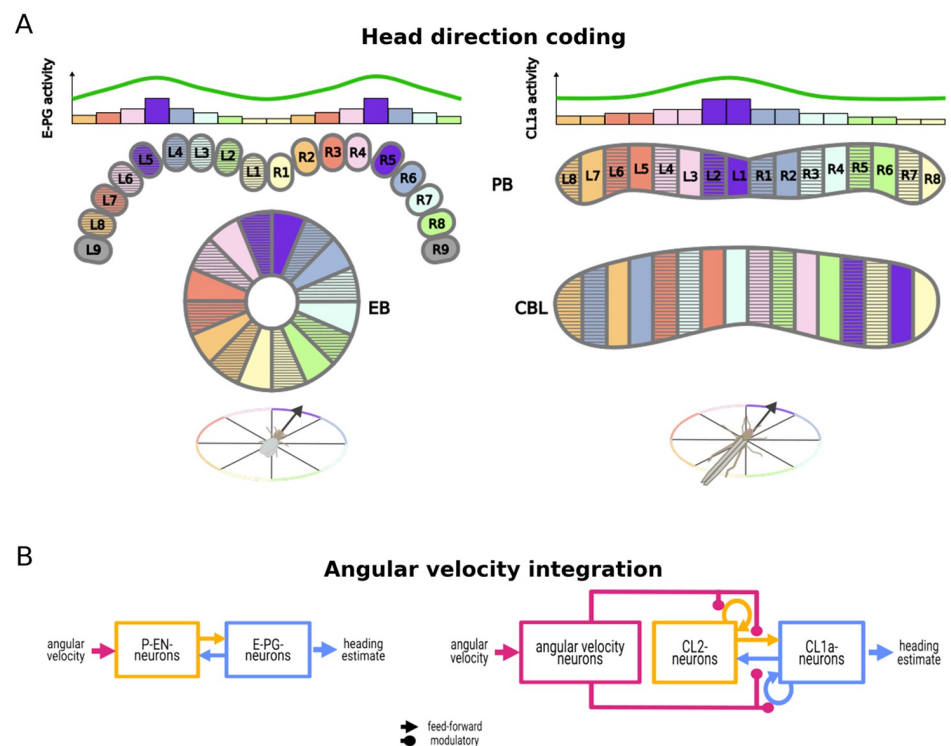 A
Head direction coding
E-PG activity
CL1a activity
L9 L8 L7 L6 L5 L4 L3 L2 L1 R1 R2 R3 R4 R5 R6 R7 R8 R9
EB
PB
L8 L7 L6 L5 L4 L3 L2 L1 R1 R2 R3 R4 R5 R6 R7 R8
CBL
B
Angular velocity integration
angular
velocity
P-EN-
neurons
E-PG-
neurons
heading
estimate
angular
velocity
angular velocity
neurons
CL2-
neurons
CL1a-
neurons
heading
estimate
feed-forward
modulatory